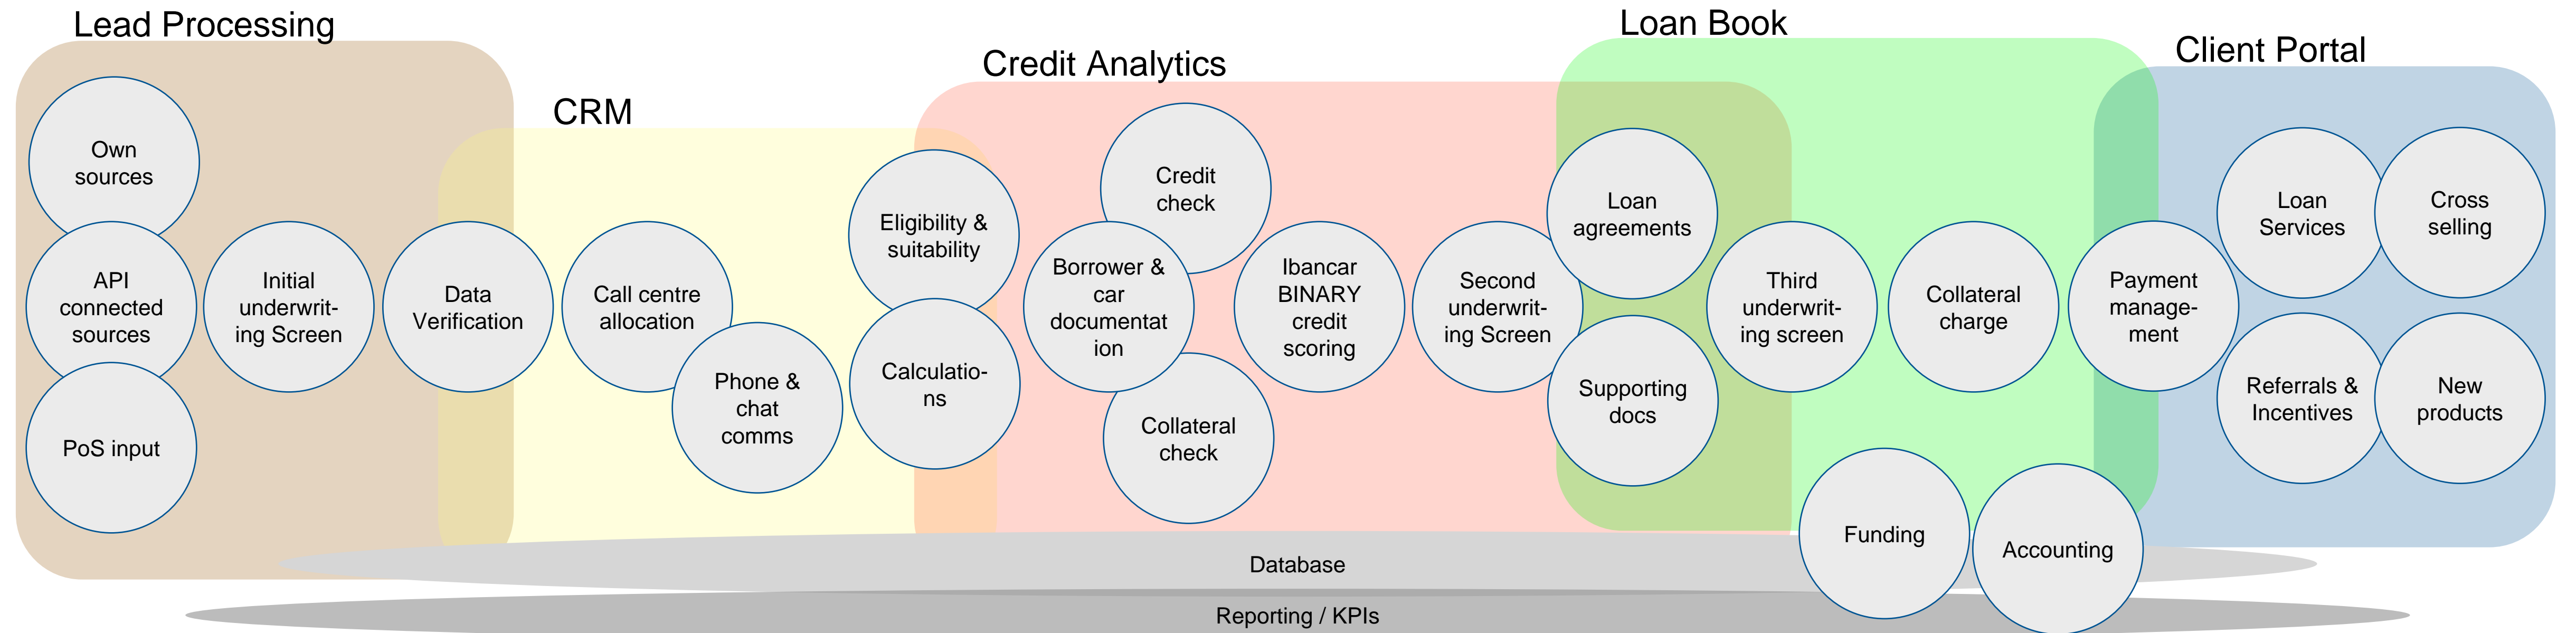 Lead Processing
CRM
Credit Analytics
Loan Book
Client Portal
Own
sources
API
connected
sources
PoS input
Initial
underwrit-
ing Screen
Data
Verification
Call centre
allocation
Phone &
chat
comms
Eligibility &
suitability
Calculatio-
ns
Credit
check
Borrower &
car
documentat
ion
Collateral
check
Ibancar
BINARY
credit
scoring
Second
underwrit-
ing Screen
Loan
agreements
Supporting
docs
Third
underwrit-
ing screen
Collateral
charge
Payment
manage-
ment
Loan
Services
Cross
selling
Referrals &
Incentives
New
products
Funding
Accounting
Database
Reporting / KPIs